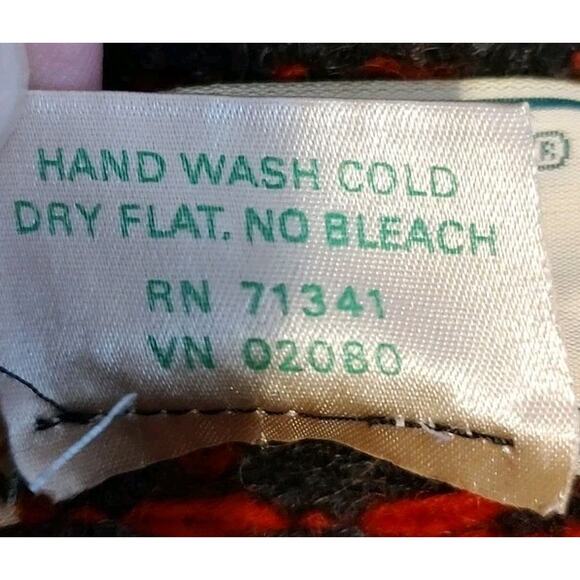 HAND WASH COLD
DRY FLAT. NO BLEACH
RN 71341
VN 02080
®